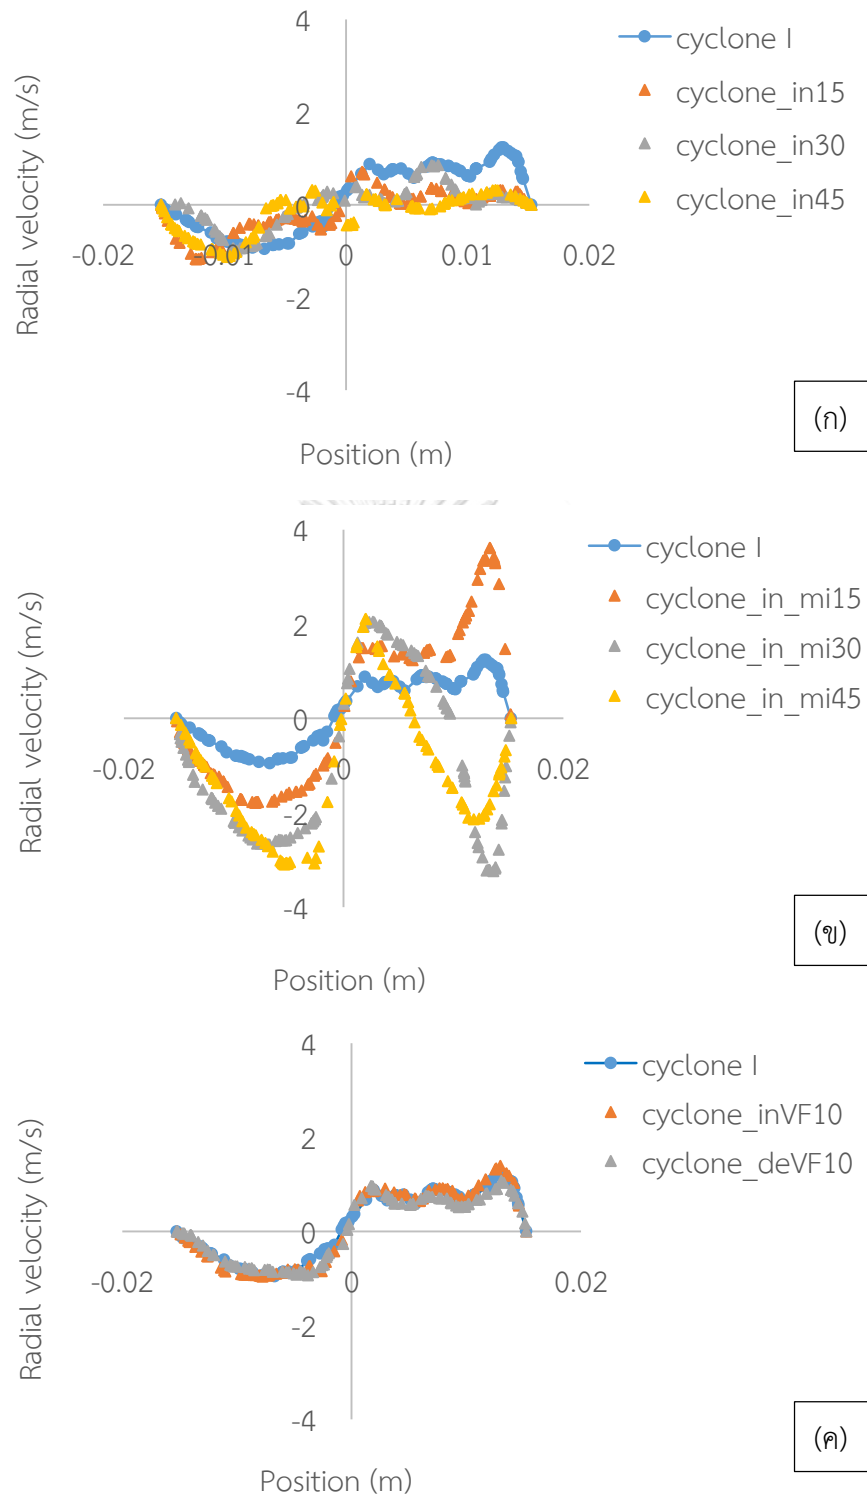 4
cyclone I
2
cyclone_in15
cyclone_in30
0
cyclone_in45
-0.02
-0.01
0
0.01
0.02
-2
-4
Radial velocity (m/s)
Position (m)
(ก)
4
cyclone I
cyclone_in_mi15
2
cyclone_in_mi30
cyclone_in_mi45
0
-0.02
0
0.02
-2
-4
Radial velocity (m/s)
Position (m)
(ข)
4
cyclone I
cyclone_inVF10
2
cyclone_deVF10
0
-0.02
0
0.02
-2
-4
Radial velocity (m/s)
Position (m)
(ค)